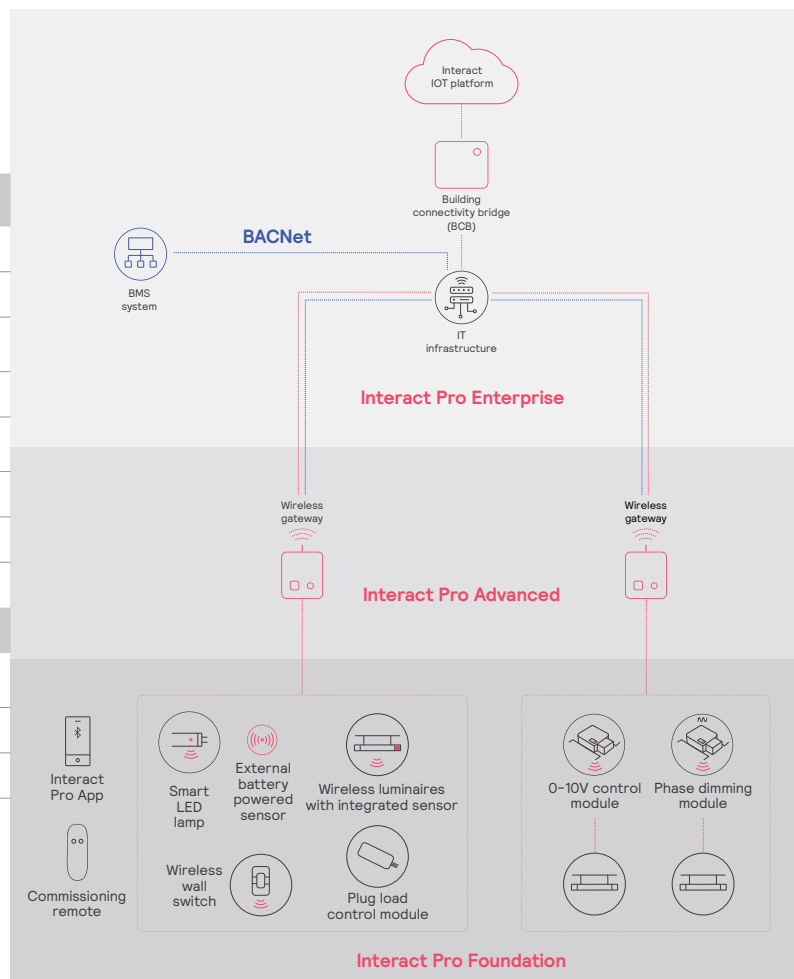 Interact
IOT platform
Building
connectivity bridge
(BCB)
BACNet
BMS
system
IT
infrastructure
Interact Pro Enterprise
Wireless
gateway
Wireless
gateway
Interact Pro Advanced
Interact
Pro App
Smart
LED
lamp
External
battery
powered
sensor
Wireless luminaires
with integrated sensor
0-10V control
module
Phase dimming
module
Commissioning
remote
Wireless
wall
switch
Plug load
control module
Interact Pro Foundation